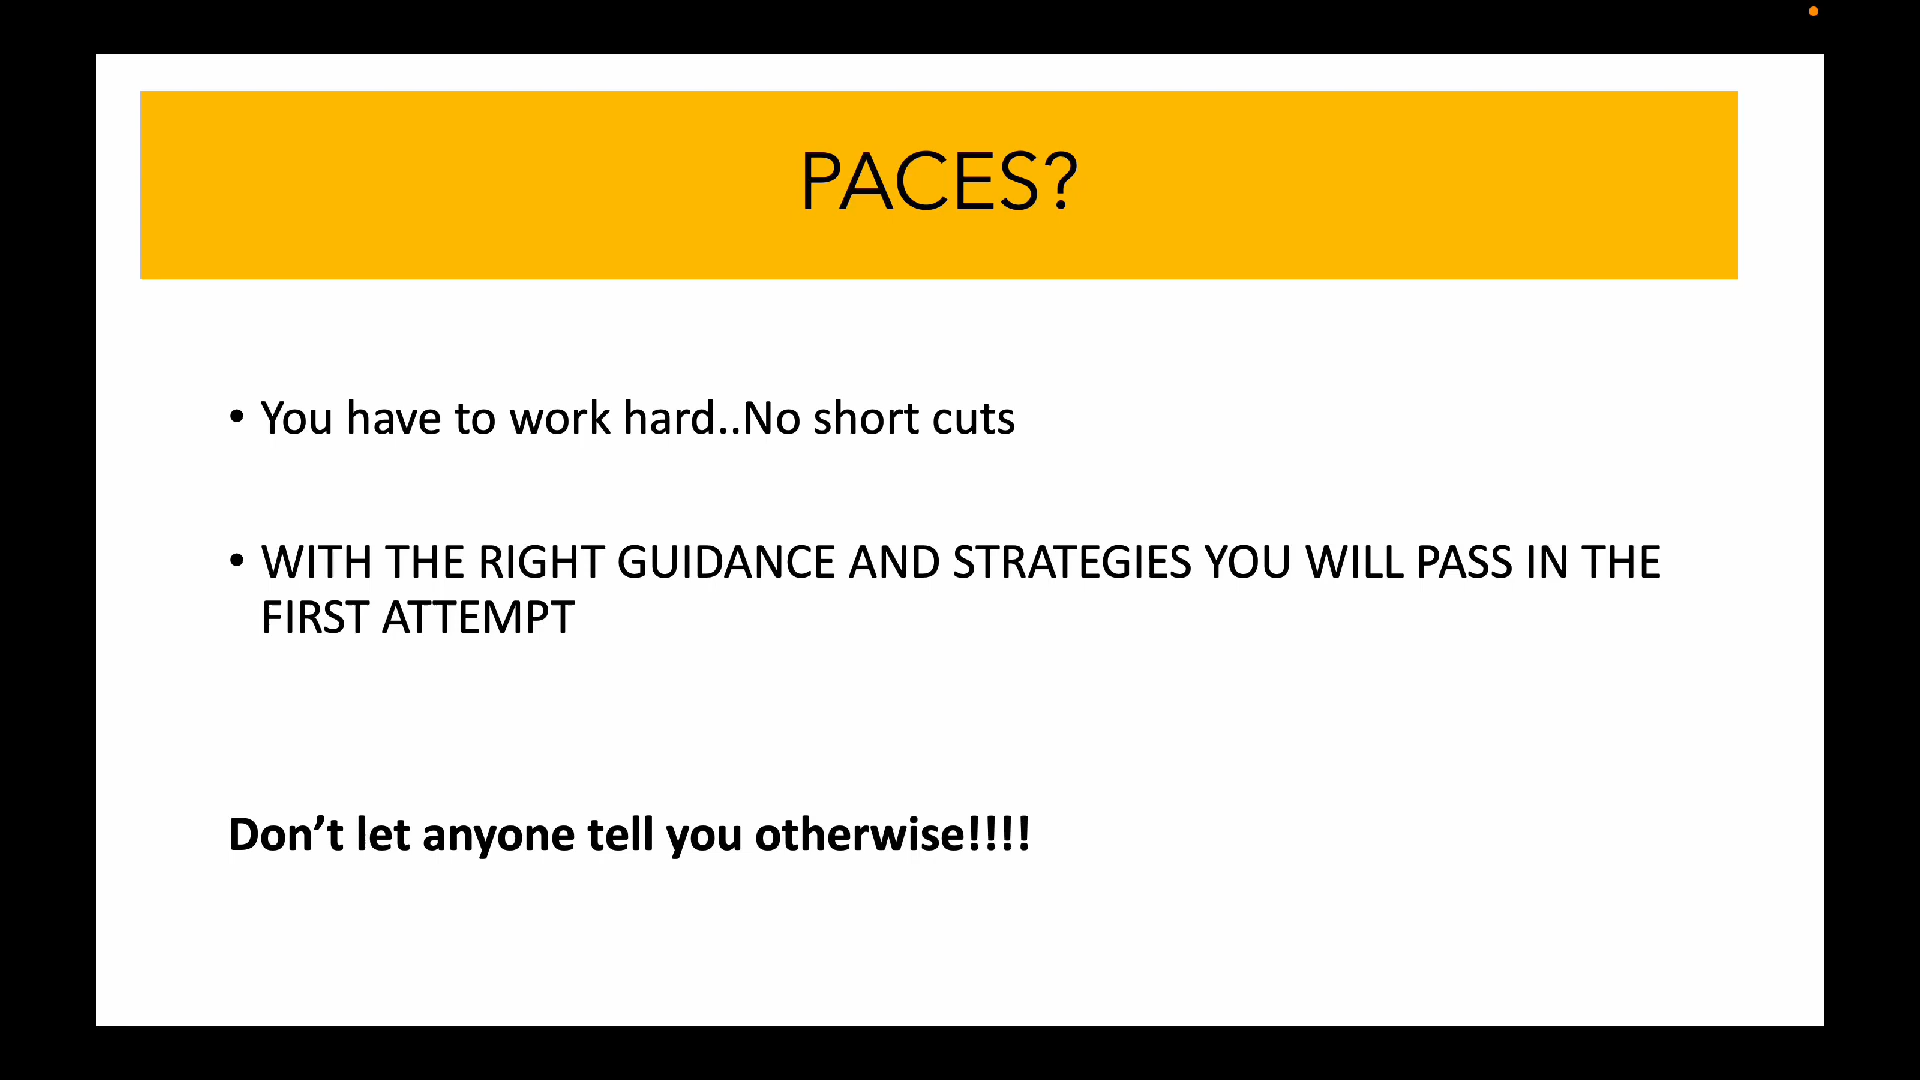 PACES?
• You have to work hard..No short cuts
• WITH THE RIGHT GUIDANCE AND STRATEGIES YOU WILL PASS IN THE
FIRST ATTEMPT
Don’t let anyone tell you otherwise!!!!